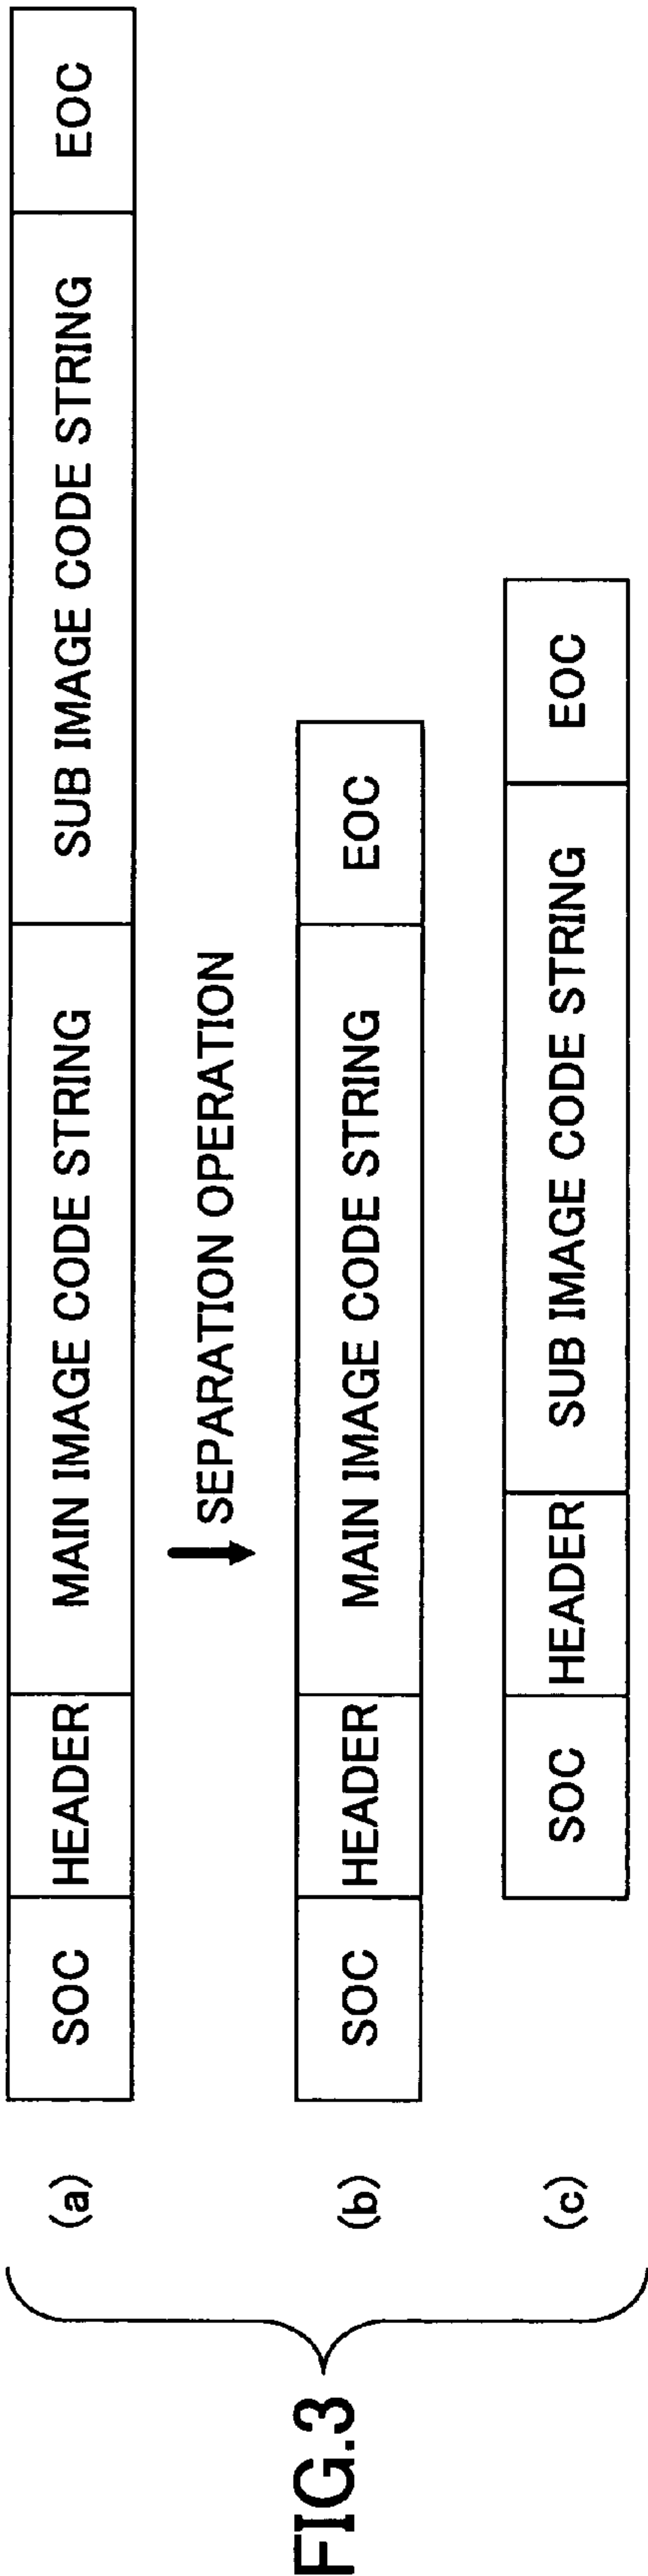 FIG.3
(a)
SOC
HEADER
MAIN IMAGE CODE STRING
SUB IMAGE CODE STRING
EOC
SEPARATION OPERATION
(b)
SOC
HEADER
MAIN IMAGE CODE STRING
EOC
(c)
SOC
HEADER
SUB IMAGE CODE STRING
EOC